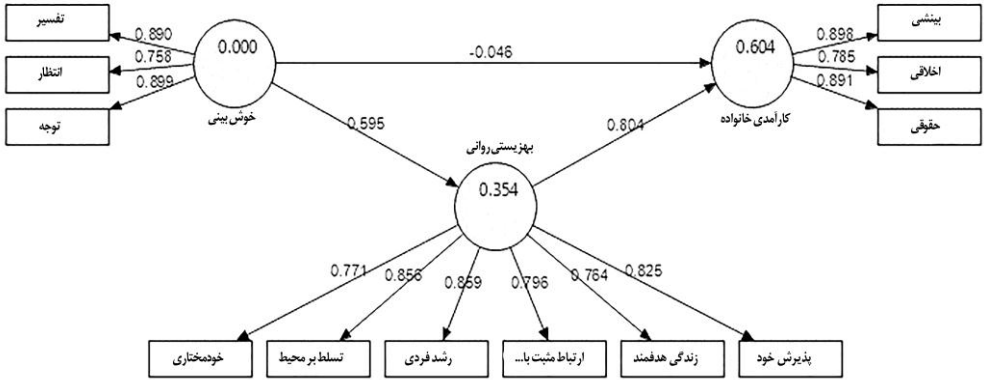 تفسیر
انتظار
توجه
0.890
0.758
0.899
0.000
خوش بینی
-0.046
0.595
0.804
0.604
کارآمدی خانواده
0.898
0.785
0.891
بینشی
اخلاقی
حقوقی
بهزیستی روانی
0.354
0.771
0.856
0.859
0.796
0.764
0.825
خودمختاری
تسلط بر محیط
رشد فردی
ارتباط مثبت با...
زندگی هدفمند
پذیرش خود